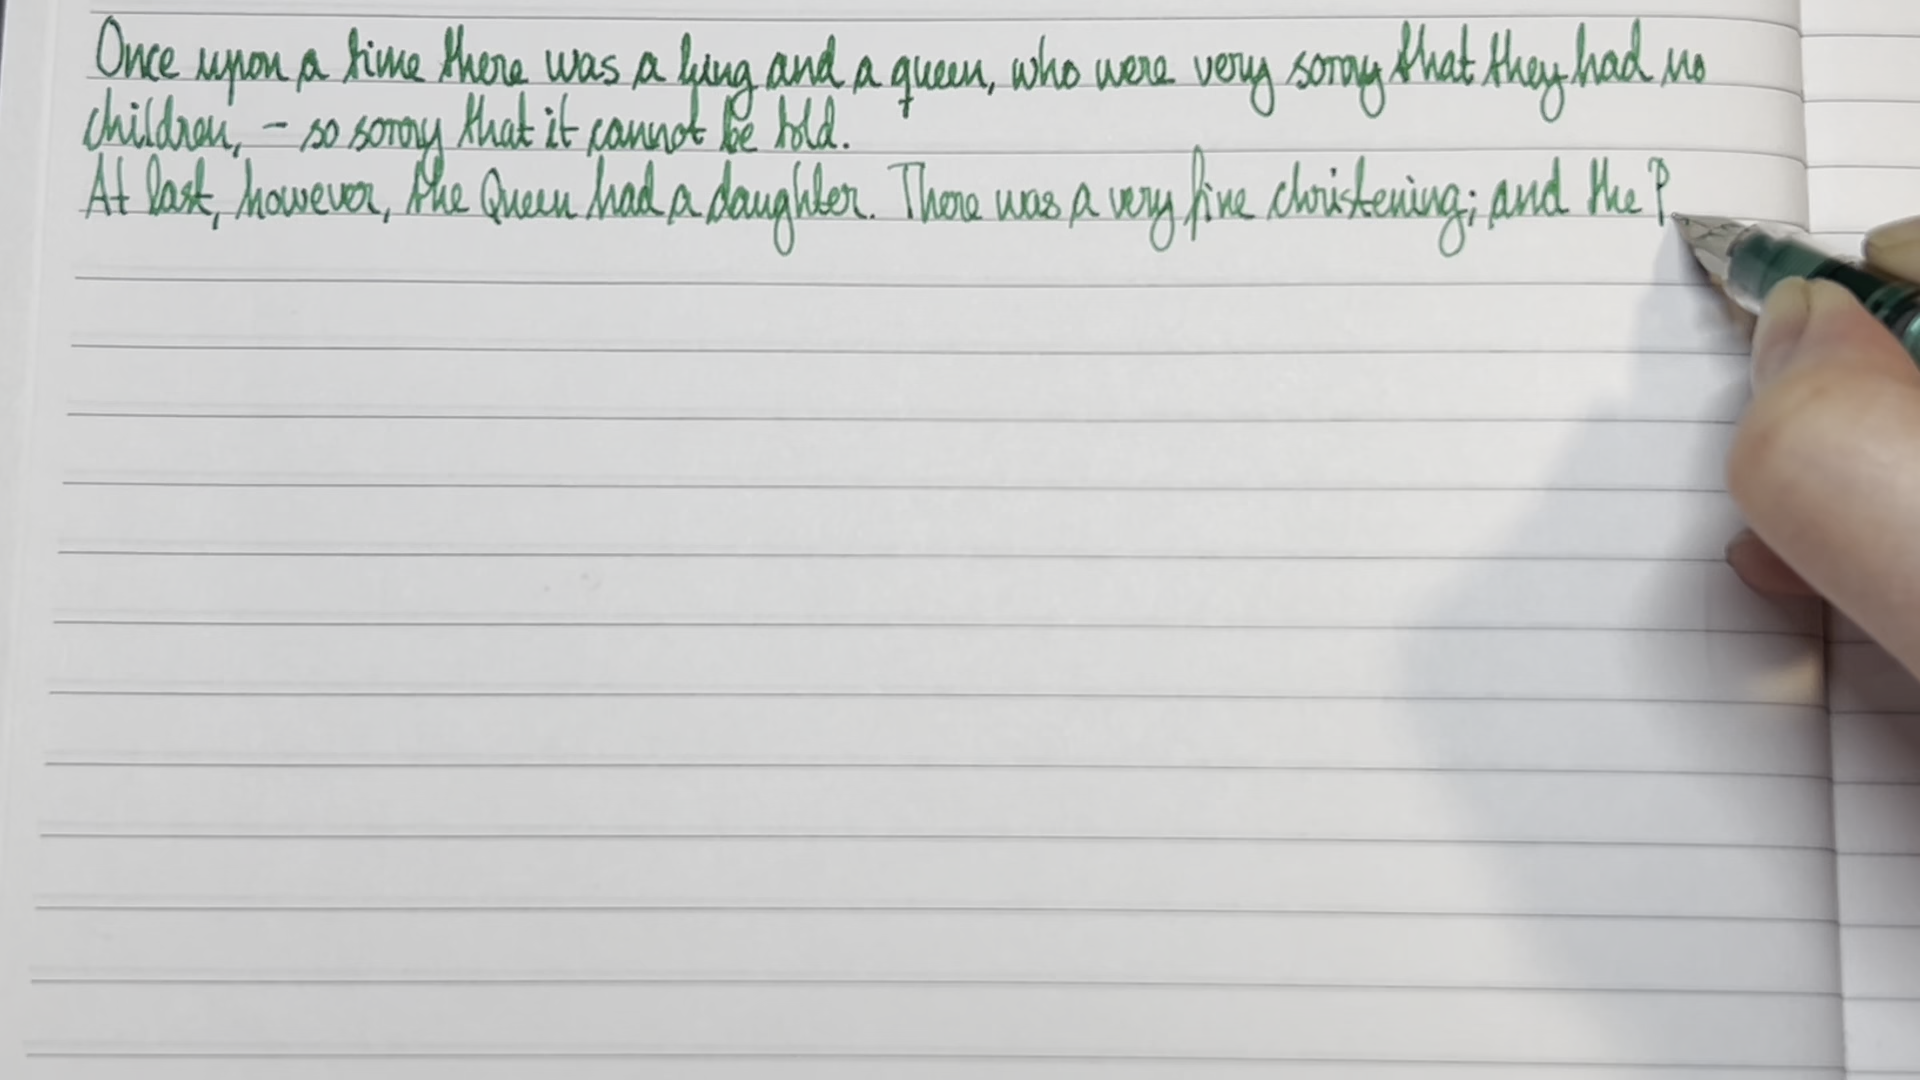 Once upon a time there was a king and a queen, who were very sorry that they had no
children, - so sorry that it cannot be told.
At last, however, the Queen had a daughter. There was a very fine christening; and the P